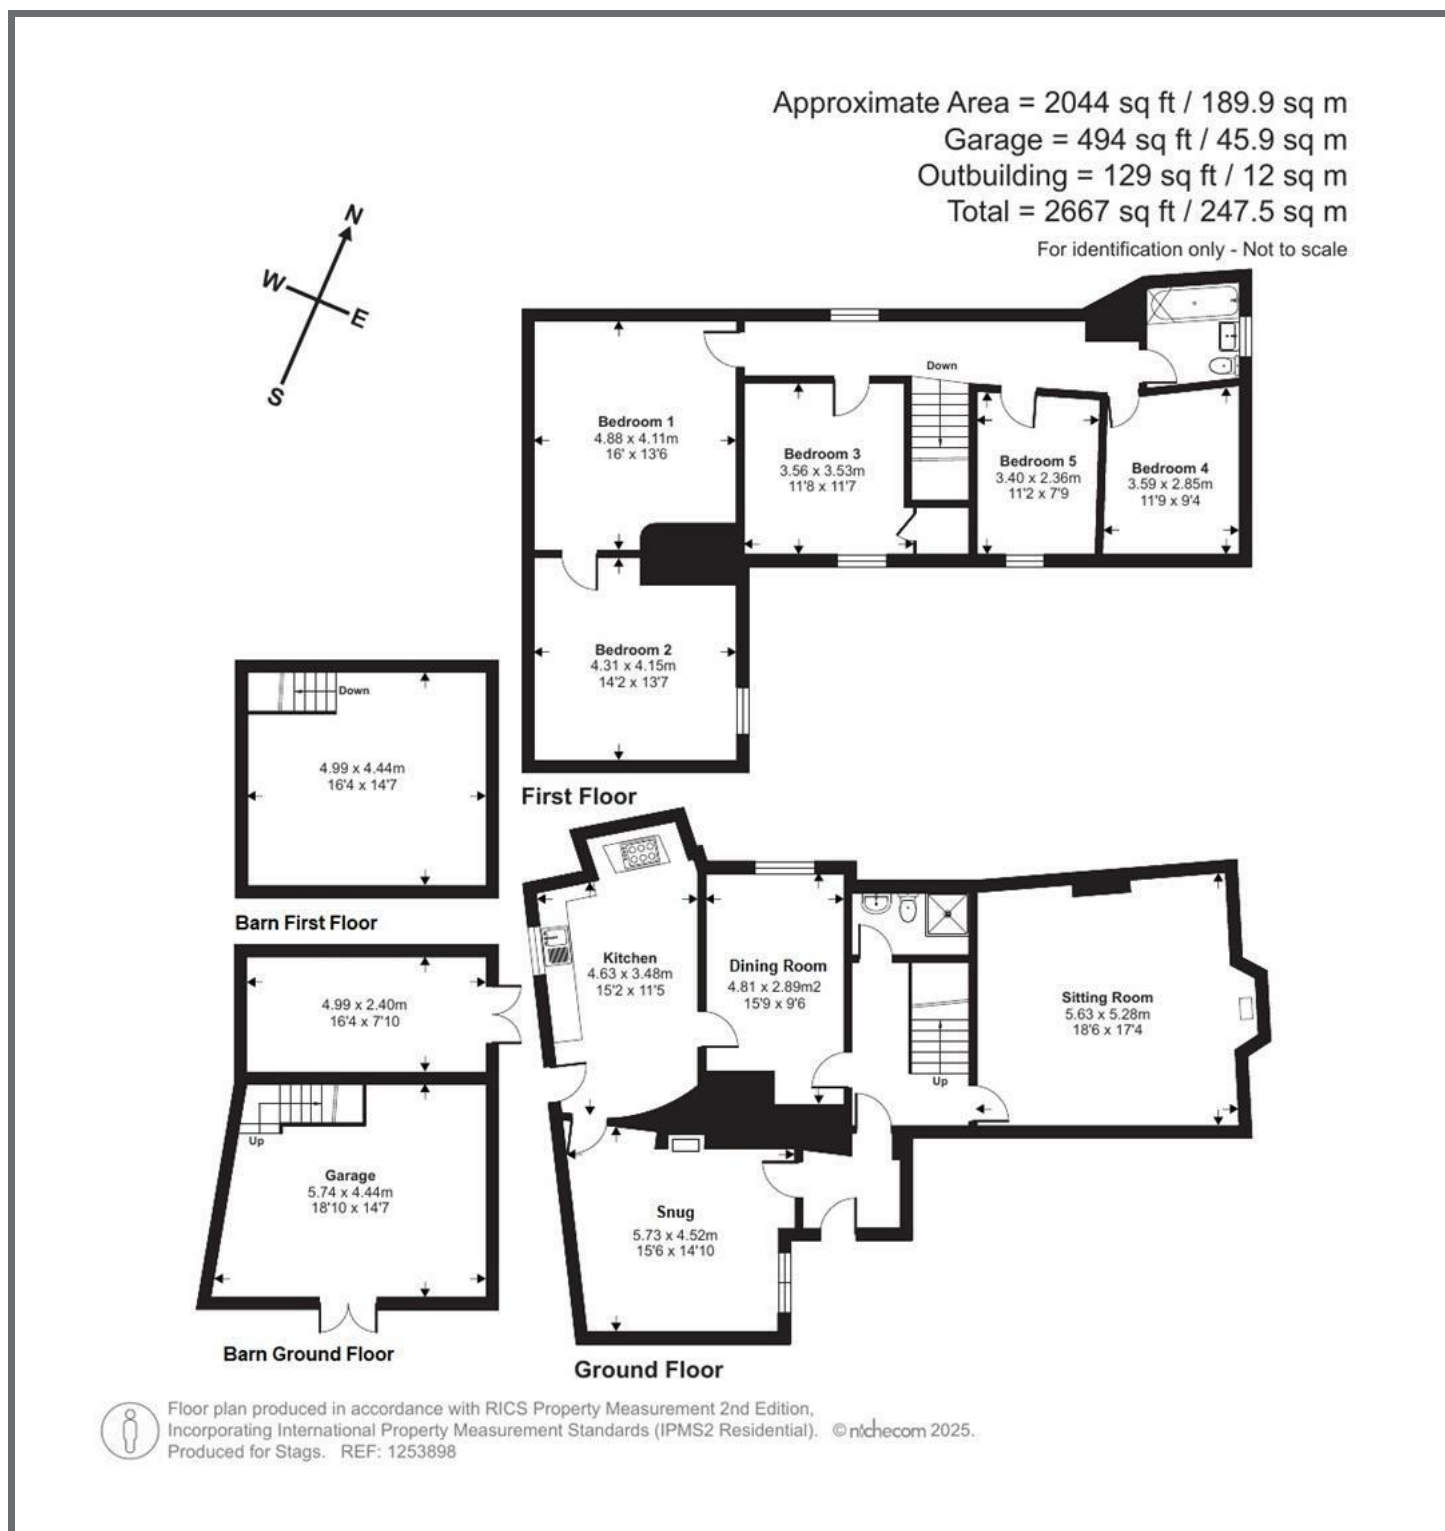 Approximate Area = 2044 sq ft / 189.9 sq m
Garage = 494 sq ft / 45.9 sq m
Outbuilding = 129 sq ft / 12 sq m
Total = 2667 sq ft / 247.5 sq m
For identification only - Not to scale
N
W
E
S
Down
Bedroom 1
4.88 x 4.11m
16' x 13'6
Bedroom 3
3.56 x 3.53m
11'8 x 11'7
Bedroom 5
3.40 x 2.36m
11'2 x 7'9
Bedroom 4
3.59 x 2.85m
11'9 x 9'4
Bedroom 2
4.31 x 4.15m
14'2 x 13'7
First Floor
Down
4.99 x 4.44m
16'4 x 14'7
Barn First Floor
4.99 x 2.40m
16'4 x 7'10
Up
Garage
5.74 x 4.44m
18'10 x 14'7
Barn Ground Floor
Kitchen
4.63 x 3.48m
15'2 x 11'5
Dining Room
4.81 x 2.89m2
15'9 x 9'6
Sitting Room
5.63 x 5.28m
18'6 x 17'4
Up
Snug
5.73 x 4.52m
15'6 x 14'10
Ground Floor
Floor plan produced in accordance with RICS Property Measurement 2nd Edition,
Incorporating International Property Measurement Standards (IPMS2 Residential). © nichecom 2025.
Produced for Stags. REF: 1253898